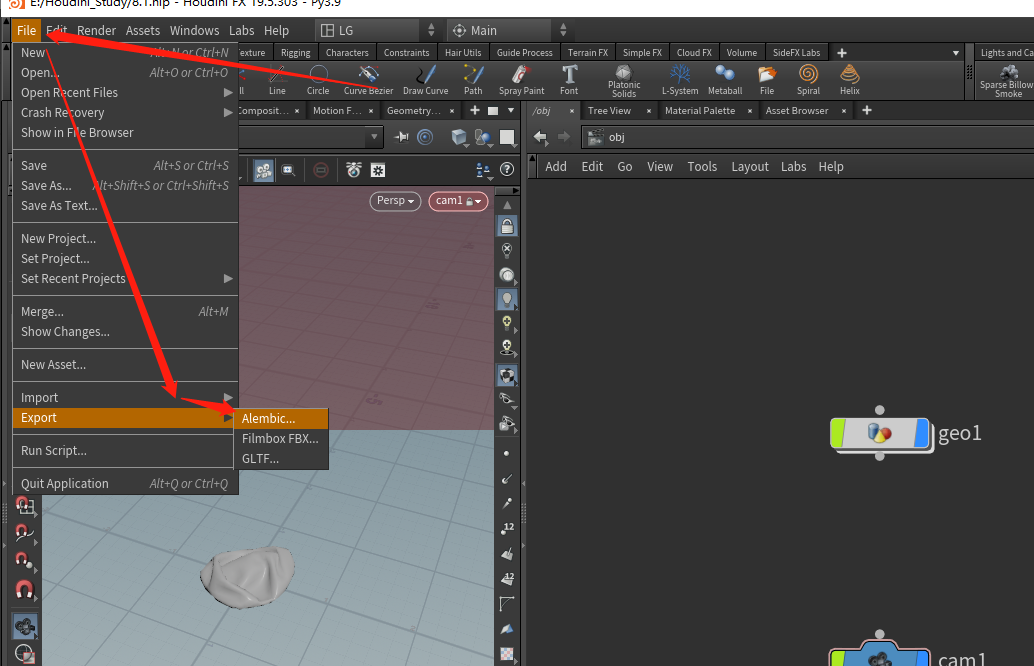 E:/Houdini_Study/8.1.hip - Houdini FX 19.5.303 - Py3.9
File Edit Render Assets Windows Labs Help LG Main
New Alt+N or Ctrl+N
exture Rigging Characters Constraints Hair Utils Guide Process Terrain FX Simple FX Cloud FX Volume SideFX Labs Lights and Ca
Open... Alt+O or Ctrl+O
Open Recent Files
Line Circle Curve Bezier Draw Curve Path Spray Paint Font Platonic Solids L-System Metaball File Spiral Helix Sparse Billow Smoke
Crash Recovery
Composit... Motion F... Geometry... /obj Tree View Material Palette Asset Browser
Show in File Browser
obj
Save Alt+S or Ctrl+S
Add Edit Go View Tools Layout Labs Help
Save As... Alt+Shift+S or Ctrl+Shift+S
Save As Text...
Persp cam1
New Project...
Set Project...
Set Recent Projects
Merge... Alt+M
Show Changes...
New Asset...
Import
Export
Alembic...
Filmbox FBX...
GLTF...
geo1
Run Script...
Quit Application Alt+Q or Ctrl+Q
12
12
cam1